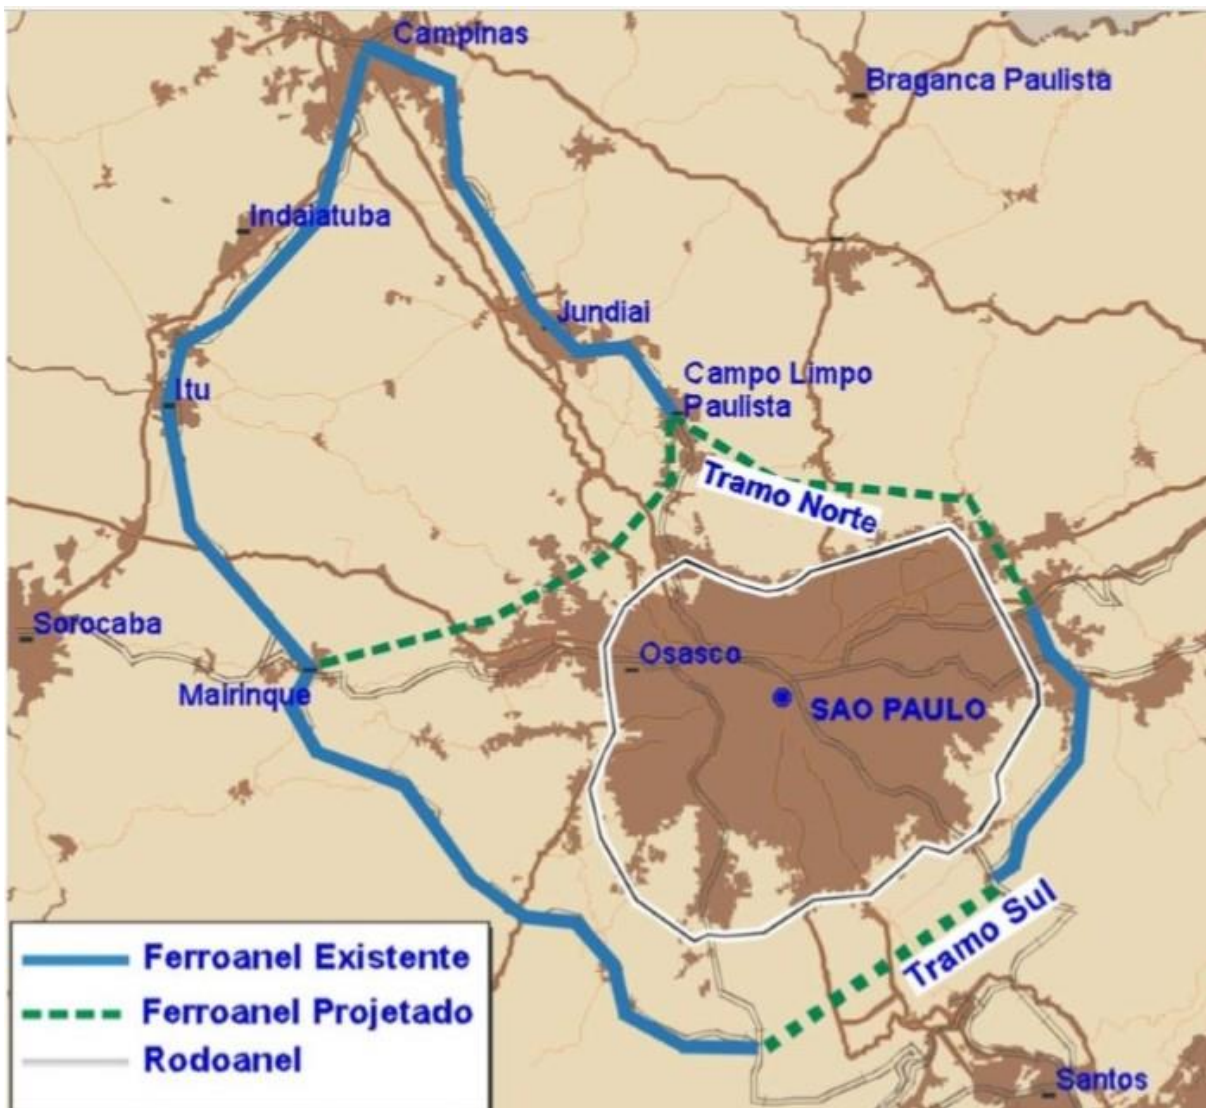 Campinas
Braganca Paulista
Indaiatuba
Jundiai
Itu
Campo Limpo
Paulista
Tramo Norte
Sorocaba
Mairinque
Osasco
SAO PAULO
Tramo Sul
Ferroanel Existente
Ferroanel Projetado
Rodoanel
Santos